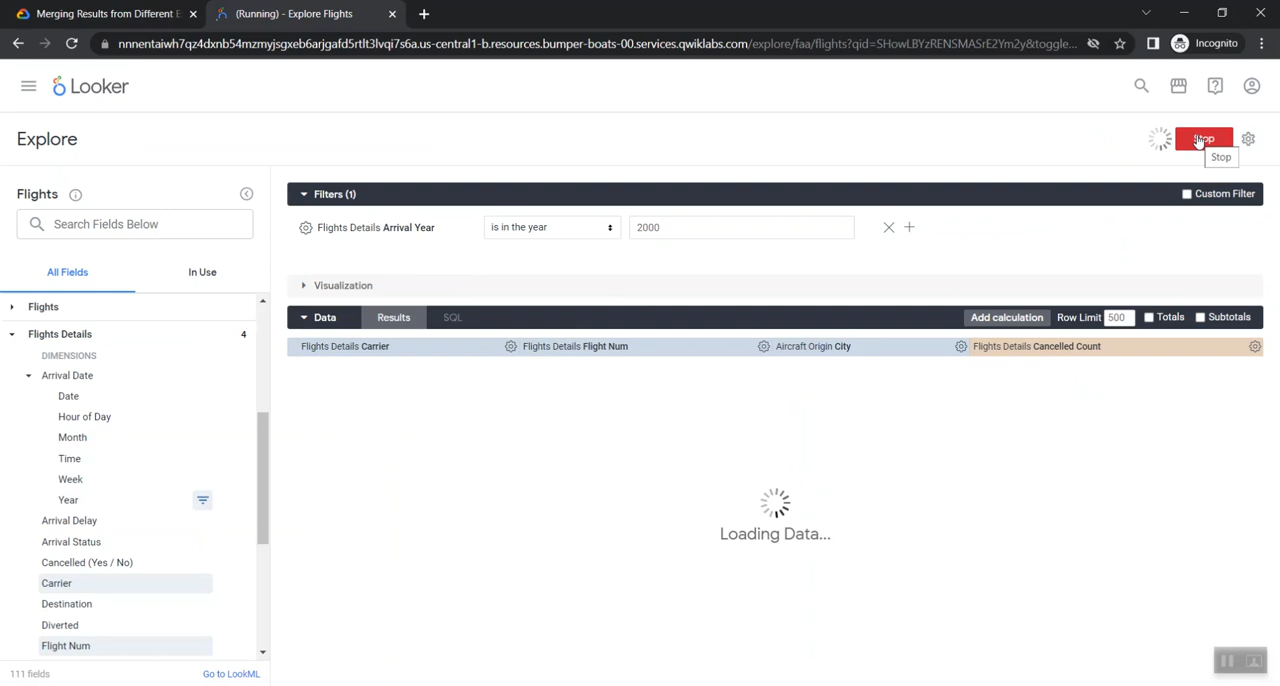 Merging Results from Different E
(Running) - Explore Flights
nnnentaiwh7qz4dxnb54mzmyjsgxeb6arjgafd5rtlt3lvqi7s6a.us-central1-b.resources.bumper-boats-00.services.qwiklabs.com/explore/faa/flights?qid=SHowLBYzRENSMASrE2Ym2y&toggle...
Incognito
Looker
Explore
Stop
Stop
Flights
Search Fields Below
All Fields
In Use
Flights
Flights Details 4
DIMENSIONS
Arrival Date
Date
Hour of Day
Month
Time
Week
Year
Arrival Delay
Arrival Status
Cancelled (Yes / No)
Carrier
Destination
Diverted
Flight Num
111 fields
Go to LookML
Filters (1)
Custom Filter
Flights Details Arrival Year
is in the year
2000
Visualization
Data
Results
SQL
Add calculation
Row Limit 500
Totals
Subtotals
Flights Details Carrier
Flights Details Flight Num
Aircraft Origin City
Flights Details Cancelled Count
Loading Data...